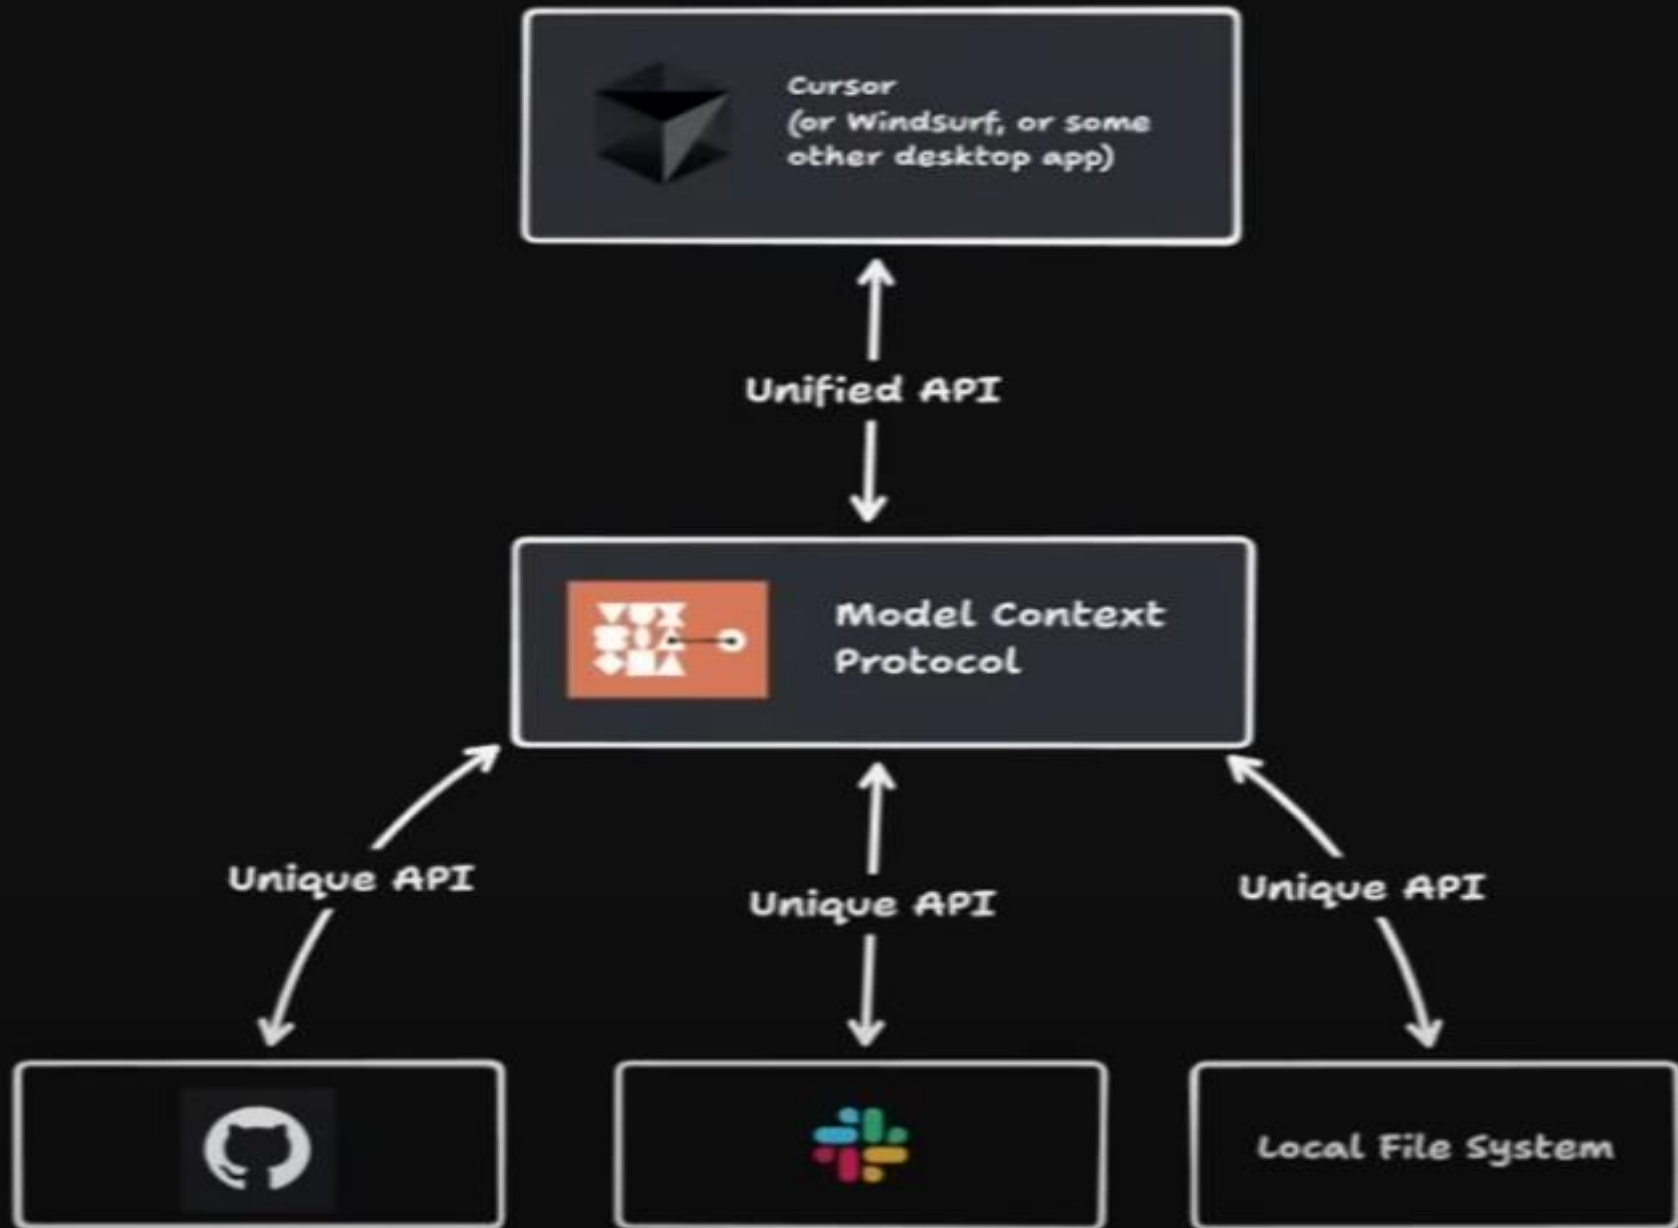 Cursor
(or Windsurf, or some
other desktop app)
Unified API
Model Context
Protocol
Unique API
Unique API
Unique API
Local File System